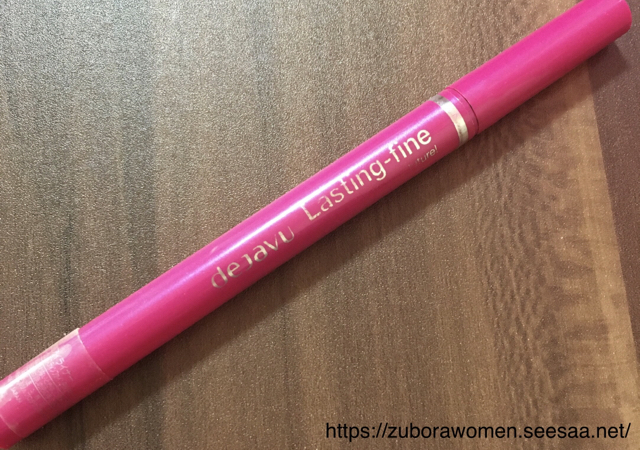 dejavu Lasting-fine
https://zuborawomen.seesaa.net/